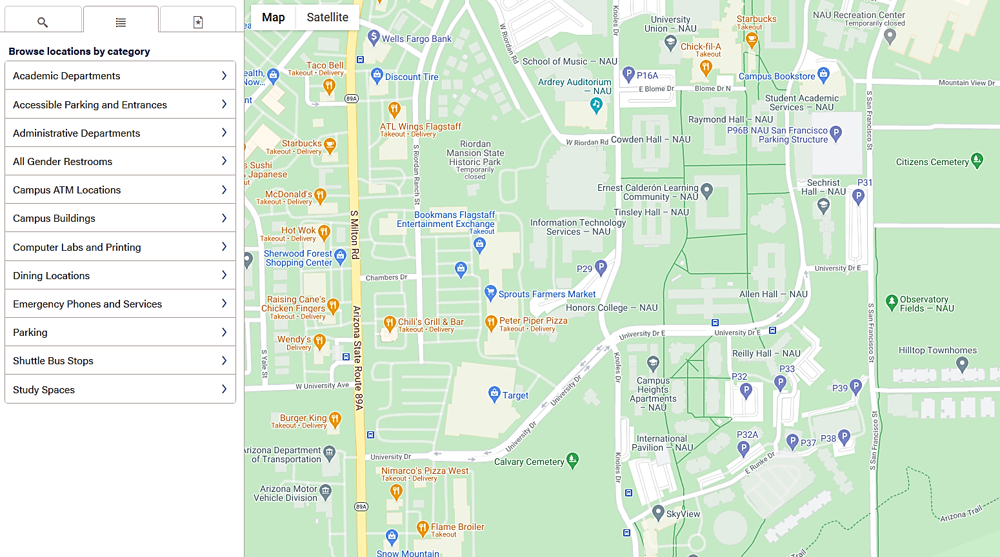 Browse locations by category
Academic Departments
Accessible Parking and Entrances
Administrative Departments
All Gender Restrooms
Campus ATM Locations
Campus Buildings
Computer Labs and Printing
Dining Locations
Emergency Phones and Services
Parking
Shuttle Bus Stops
Study Spaces
Map
Satellite
Wells Fargo Bank
Taco Bell
Takeout • Delivery
Discount Tire
ealth,
Now...
nt
89A
ATL Wings Flagstaff
Takeout • Delivery
Starbucks
Takeout • Delivery
s Sushi
Japanese
ut
McDonald's
Takeout • Delivery
Hot Wok
Takeout • Delivery
Sherwood Forest
Shopping Center
S Milton Rd
S Riordan Ranch St
Riordan
Mansion State
Historic Park
Temporarily
closed
Bookmans Flagstaff
Entertainment Exchange
Takeout
Chambers Dr
Sprouts Farmers Market
Raising Cane's
Chicken Fingers
Takeout • Delivery
Chili's Grill & Bar
Takeout • Delivery
Peter Piper Pizza
Takeout • Delivery
Wendy's
Delivery
Arizona State Route 89A
S Yale St
W University Ave
Target
Burger King
Takeout • Delivery
Arizona Department
of Transportation
University Dr
University Dr
University Dr
Nimarco's Pizza West
Takeout • Delivery
Calvary Cemetery
Arizona Motor
Vehicle Division
89A
Flame Broiler
Takeout
Snow Mountain
W Riordan Rd
Knoles Dr
University
Union – NAU
Starbucks
Takeout
NAU Recreation Center
Temporarily closed
Chick-fil-A
Takeout
School of Music – NAU
P16A
Ardrey Auditorium
– NAU
E Blome Dr
Blome Dr N
Campus Bookstore
Mountain View Dr
Student Academic
Services – NAU
S San Francisco St
Raymond Hall – NAU
P96B NAU San Francisco
Parking Structure
W Riordan Rd
Cowden Hall – NAU
Citizens Cemetery
Ernest Calderón Learning
Community – NAU
Sechrist
Hall – NAU
P31
Tinsley Hall – NAU
Information Technology
Services – NAU
P29
University Dr E
Allen Hall – NAU
Honors College – NAU
Observatory
Fields – NAU
S San Francisco St
University Dr E
University Dr E
Knoles Dr
Reilly Hall – NAU
Hilltop Townhomes
Campus
Heights
Apartments
– NAU
P32
P33
P39
International
Pavilion – NAU
P32A
P37
P38
E Runke Dr
S San Francisco St
Knoles Dr
SkyView
Arizona Trail
Trail